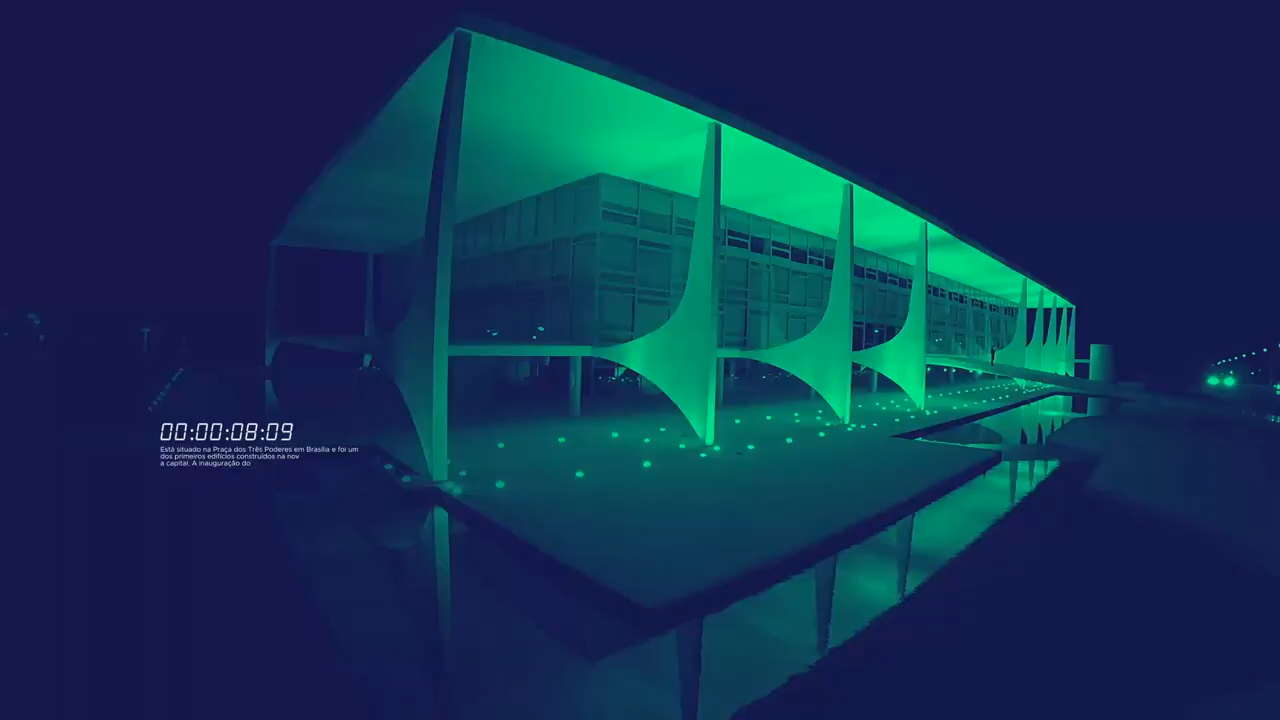 00:00:08:09
Está situado na Praça dos Três Poderes em Brasília e foi um
dos primeiros edifícios construídos na nov
a capital. A inauguração do